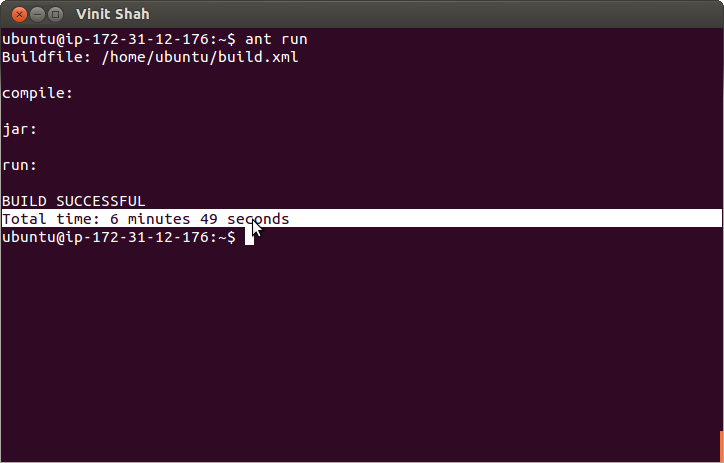 Vinit Shah
ubuntu@ip-172-31-12-176:~$ ant run
Buildfile: /home/ubuntu/build.xml
compile:
jar:
run:
BUILD SUCCESSFUL
Total time: 6 minutes 49 seconds
ubuntu@ip-172-31-12-176:~$